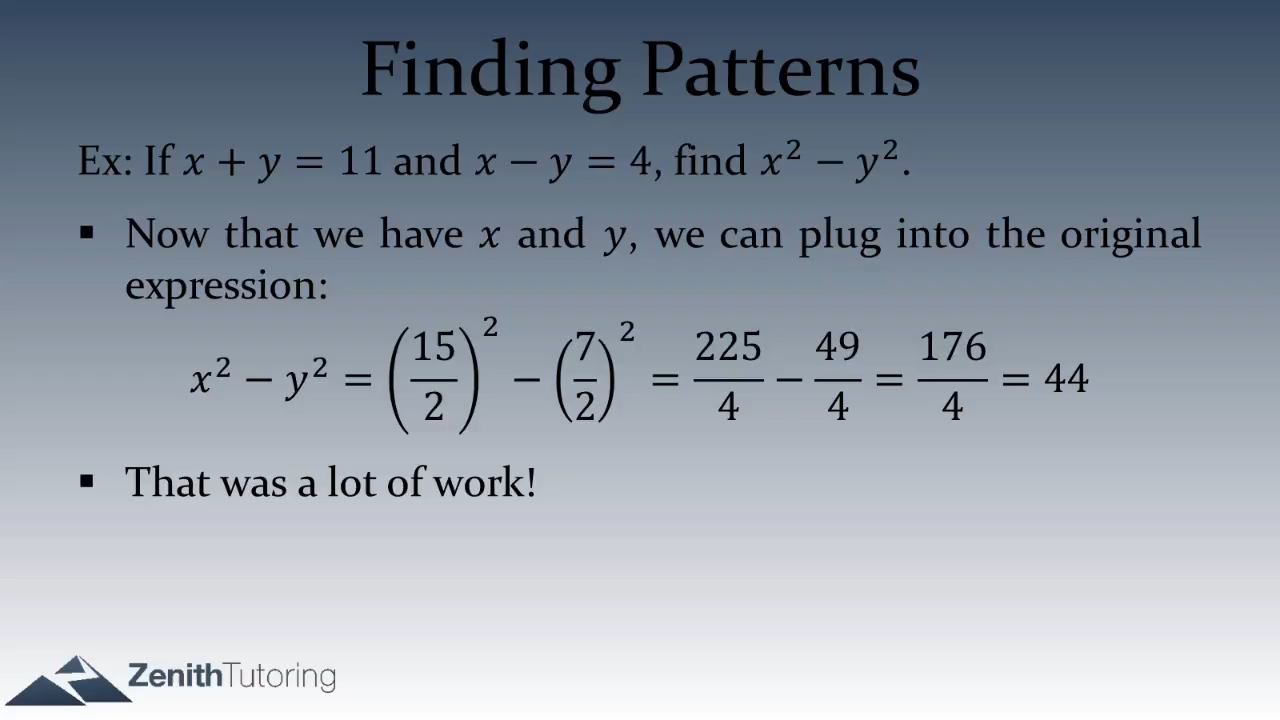 Finding Patterns
Ex: If x + y = 11 and x − y = 4, find x² − y².
▪ Now that we have x and y, we can plug into the original
expression:
x² − y² = (15/2)² − (7/2)² = 225/4 − 49/4 = 176/4 = 44
▪ That was a lot of work!
ZenithTutoring